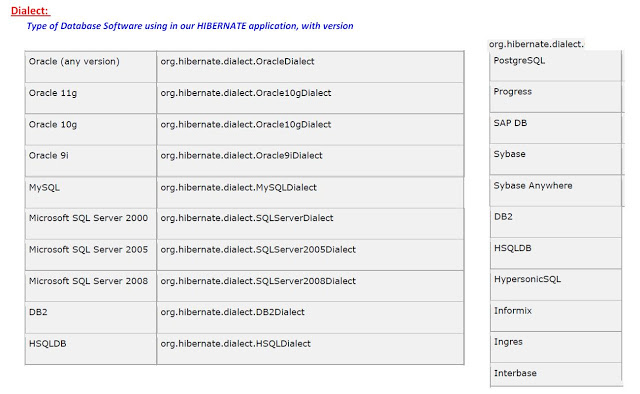 Dialect:
Type of Database Software using in our HIBERNATE application, with version
Oracle (any version) org.hibernate.dialect.OracleDialect
Oracle 11g org.hibernate.dialect.Oracle10gDialect
Oracle 10g org.hibernate.dialect.Oracle10gDialect
Oracle 9i org.hibernate.dialect.Oracle9iDialect
MySQL org.hibernate.dialect.MySQLDialect
Microsoft SQL Server 2000 org.hibernate.dialect.SQLServerDialect
Microsoft SQL Server 2005 org.hibernate.dialect.SQLServer2005Dialect
Microsoft SQL Server 2008 org.hibernate.dialect.SQLServer2008Dialect
DB2 org.hibernate.dialect.DB2Dialect
HSQLDB org.hibernate.dialect.HSQLDialect
org.hibernate.dialect.
PostgreSQL
Progress
SAP DB
Sybase
Sybase Anywhere
DB2
HSQLDB
HypersonicSQL
Informix
Ingres
Interbase